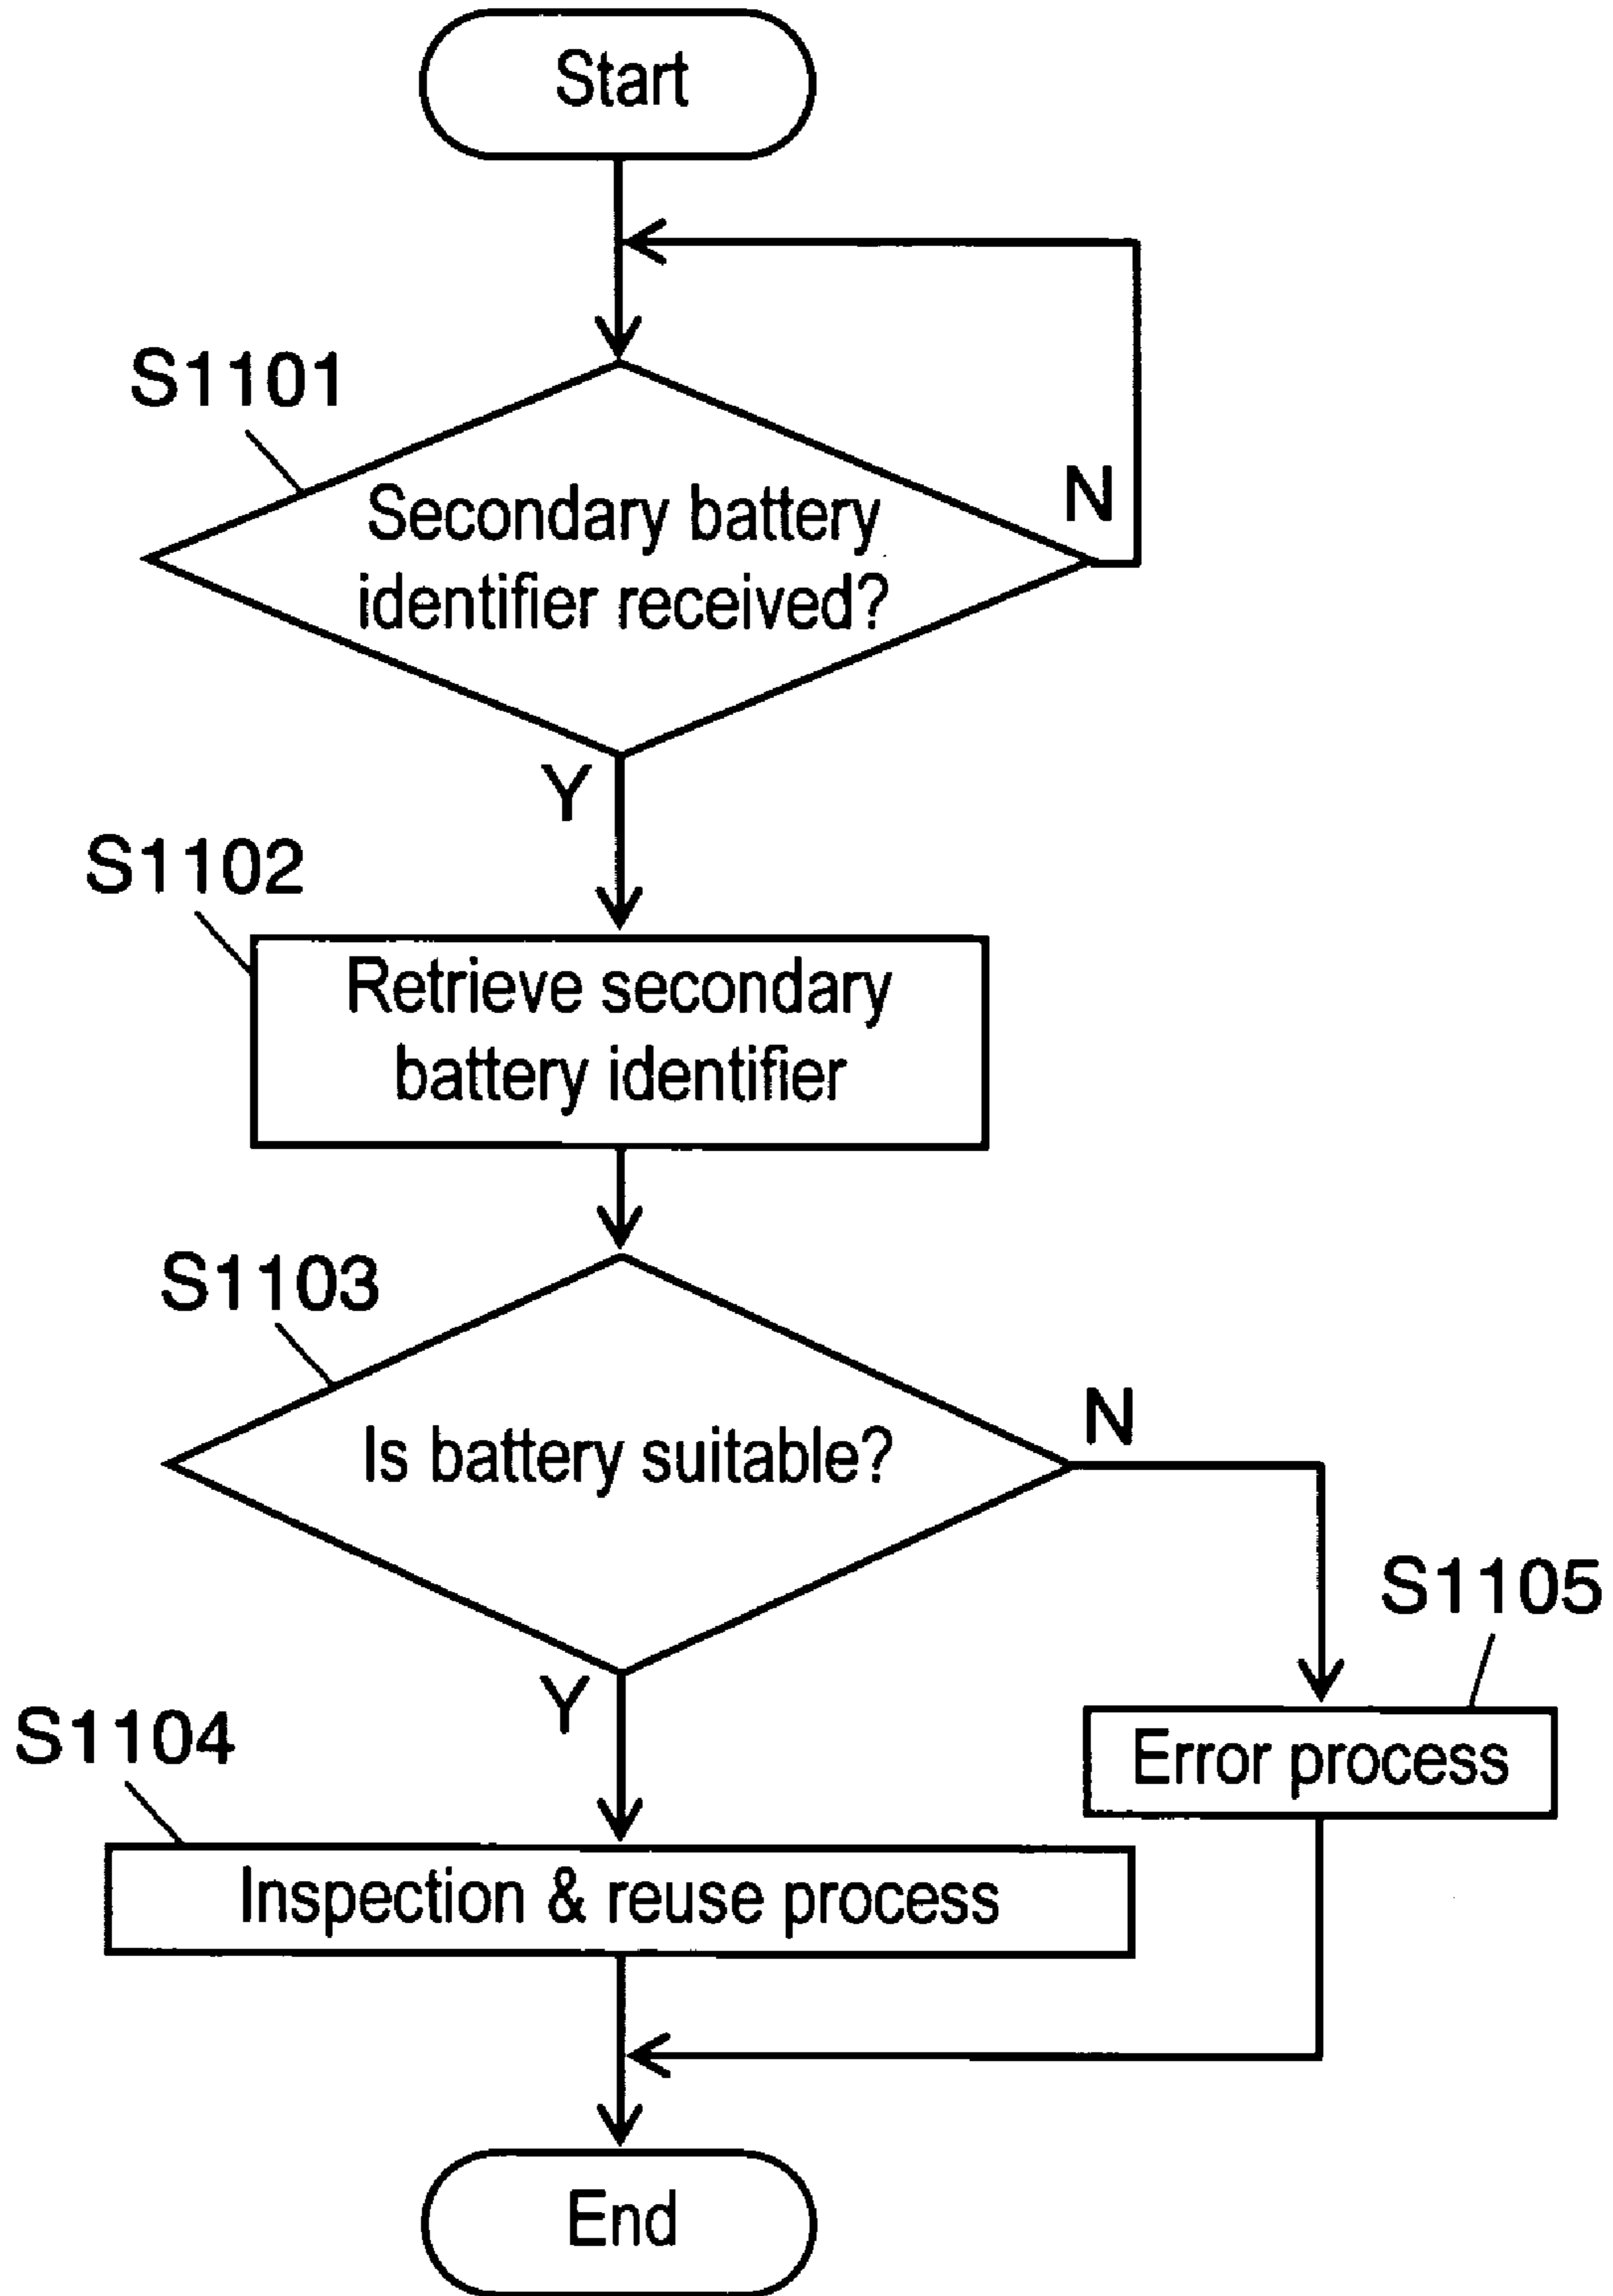 Start
S1101
Secondary battery
identifier received?
N
Y
S1102
Retrieve secondary
battery identifier
S1103
Is battery suitable?
N
Y
S1105
Error process
S1104
Inspection & reuse process
End